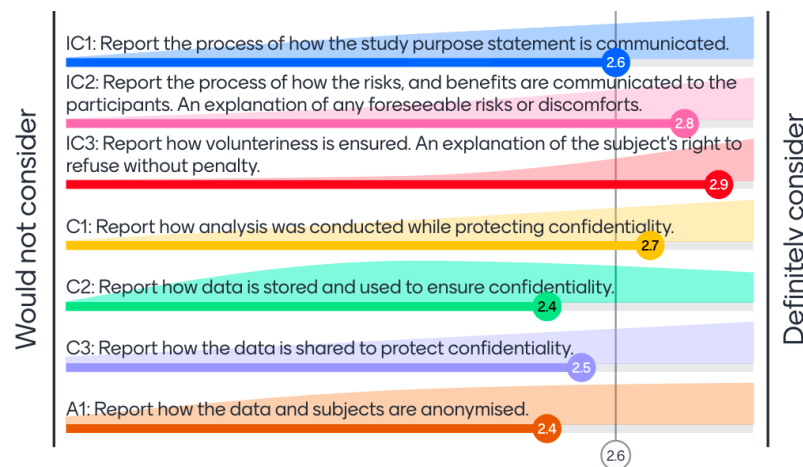 Would not consider
IC1: Report the process of how the study purpose statement is communicated.
2.6
IC2: Report the process of how the risks, and benefits are communicated to the
participants. An explanation of any foreseeable risks or discomforts.
2.8
IC3: Report how volunteriness is ensured. An explanation of the subject's right to
refuse without penalty.
2.9
C1: Report how analysis was conducted while protecting confidentiality.
2.7
C2: Report how data is stored and used to ensure confidentiality.
2.4
C3: Report how the data is shared to protect confidentiality.
2.5
A1: Report how the data and subjects are anonymised.
2.4
2.6
Definitely consider